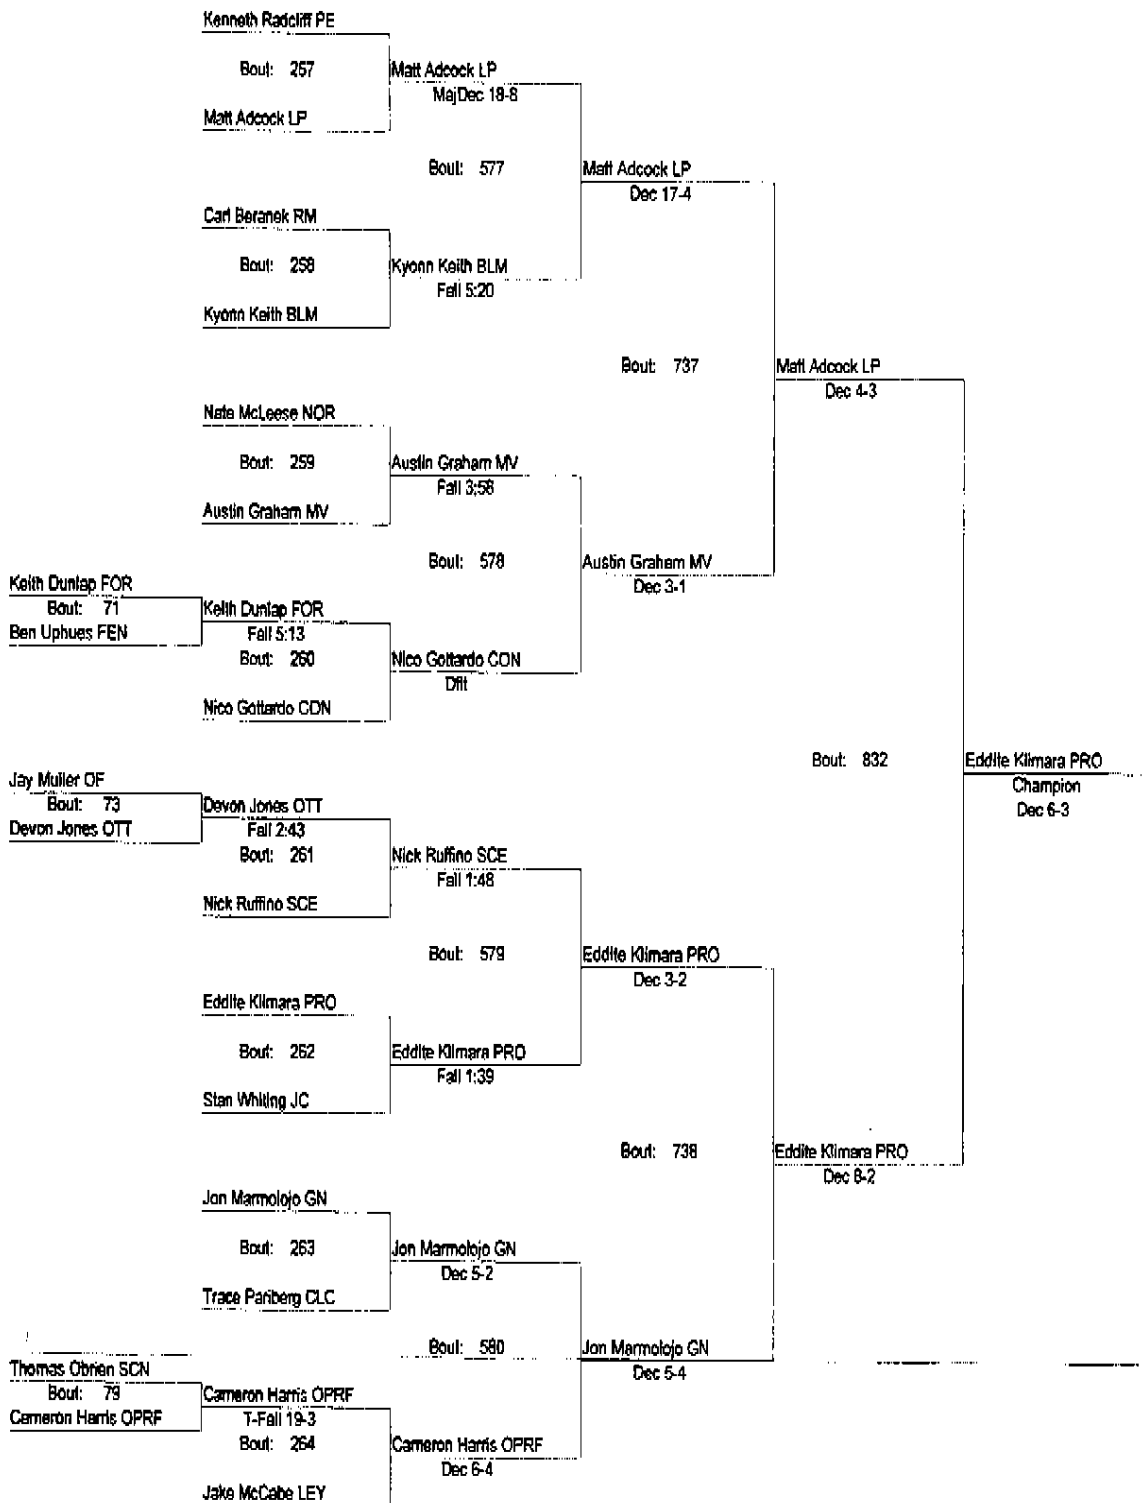 Kenneth Radcliff PE
Bout: 257
Matt Adcock LP
MajDec 18-8
Matt Adcock LP
Bout: 577
Matt Adcock LP
Dec 17-4
Carl Beranek RM
Bout: 258
Kyonn Keith BLM
Fall 5:20
Kyonn Keith BLM
Bout: 737
Matt Adcock LP
Dec 4-3
Nate McLeese NOR
Bout: 259
Austin Graham MV
Fall 3:58
Austin Graham MV
Bout: 578
Austin Graham MV
Dec 3-1
Keith Dunlap FOR
Bout: 71
Ben Uphues FEN
Keith Dunlap FOR
Fall 5:13
Bout: 260
Nico Gottardo CON
Dflt
Nico Gottardo CON
Bout: 832
Eddite Klimara PRO
Champion
Dec 6-3
Jay Muller OF
Bout: 73
Devon Jones OTT
Devon Jones OTT
Fall 2:43
Bout: 261
Nick Ruffino SCE
Fall 1:48
Nick Ruffino SCE
Bout: 579
Eddite Klimara PRO
Dec 3-2
Eddite Klimara PRO
Bout: 262
Eddite Klimara PRO
Fall 1:39
Stan Whiting JC
Bout: 738
Eddite Klimara PRO
Dec 8-2
Jon Marmolojo GN
Bout: 263
Jon Marmolojo GN
Dec 5-2
Trace Pariberg CLC
Bout: 580
Jon Marmolojo GN
Dec 5-4
Thomas Obrien SCN
Bout: 79
Cameron Harris OPRF
Cameron Harris OPRF
T-Fall 19-3
Bout: 264
Cameron Harris OPRF
Dec 6-4
Jake McCabe LEY